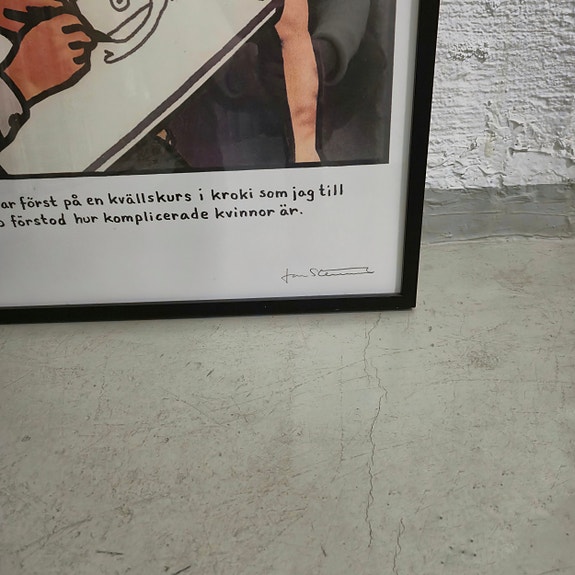 ar först på en kvällskurs i kroki som jag till
förstod hur komplicerade kvinnor är.